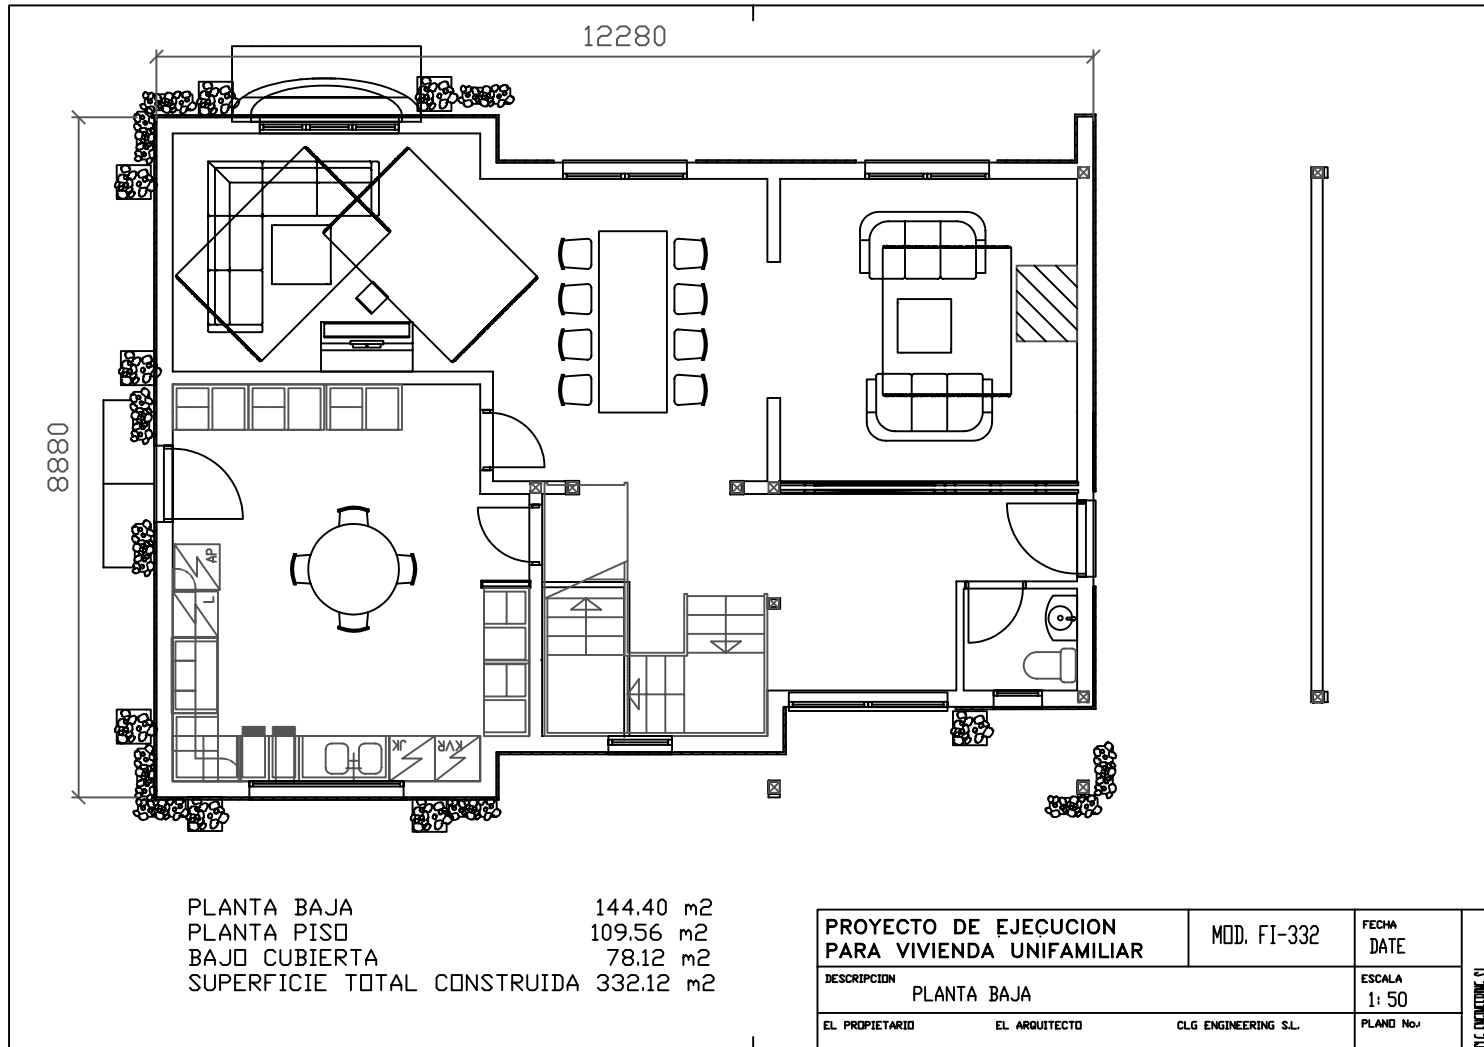 12280
8880
AP
L
JK
KVR
PLANTA BAJA 144.40 m2
PLANTA PISO 109.56 m2
BAJO CUBIERTA 78.12 m2
SUPERFICIE TOTAL CONSTRUIDA 332.12 m2
PROYECTO DE EJECUCION
PARA VIVIENDA UNIFAMILIAR
MOD. FI-332
FECHA
DATE
DESCRIPCION
PLANTA BAJA
ESCALA
1:50
EL PROPIETARIO EL ARQUITECTO CLG ENGINEERING S.L.
PLANO No.: